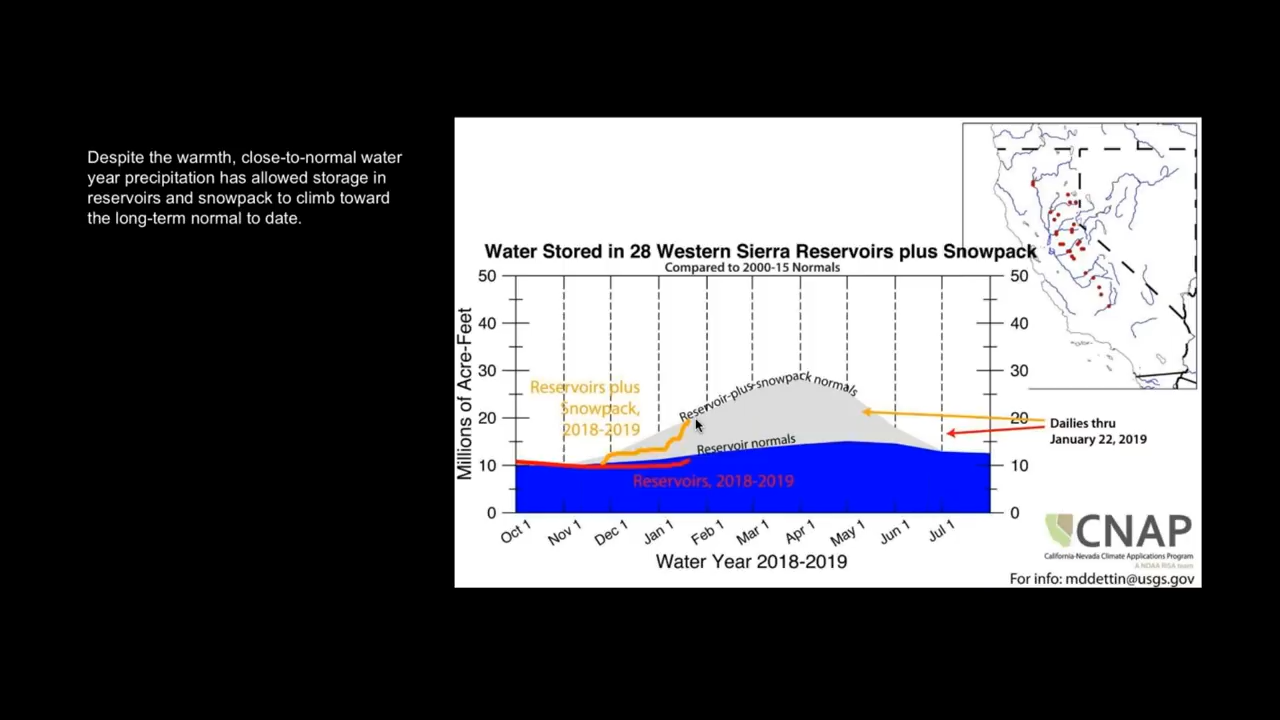 Despite the warmth, close-to-normal water
year precipitation has allowed storage in
reservoirs and snowpack to climb toward
the long-term normal to date.
Water Stored in 28 Western Sierra Reservoirs plus Snowpack
Compared to 2000-15 Normals
Millions of Acre-Feet
50
40
30
20
10
0
50
40
30
20
10
0
Reservoirs plus
Snowpack,
2018-2019
Reservoir-plus-snowpack normals
Reservoir normals
Reservoirs, 2018-2019
Dailies thru
January 22, 2019
Oct 1
Nov 1
Dec 1
Jan 1
Feb 1
Mar 1
Apr 1
May 1
Jun 1
Jul 1
Water Year 2018-2019
CNAP
California-Nevada Climate Applications Program
A NOAA RISA team
For info: mddettin@usgs.gov